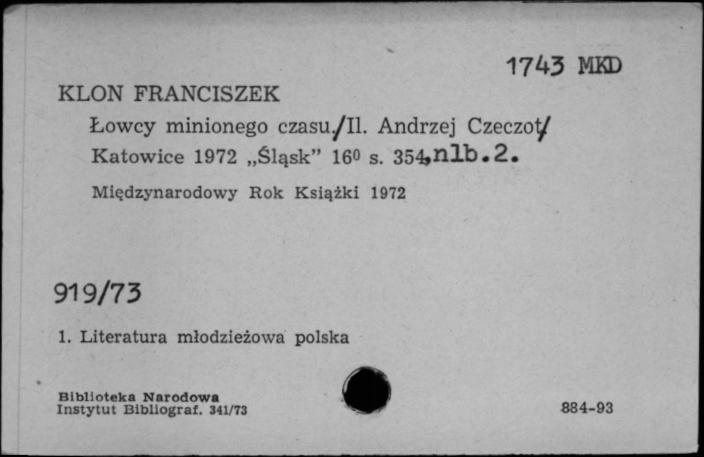 1743 MKD
KLON FRANCISZEK
Łowcy minionego czasu./Il. Andrzej Czeczot/
Katowice 1972 „Śląsk” 16⁰ s. 354,nlb.2.
Międzynarodowy Rok Książki 1972
919/73
1. Literatura młodzieżowa polska
Biblioteka Narodowa
Instytut Bibliograf. 341/73
884-93